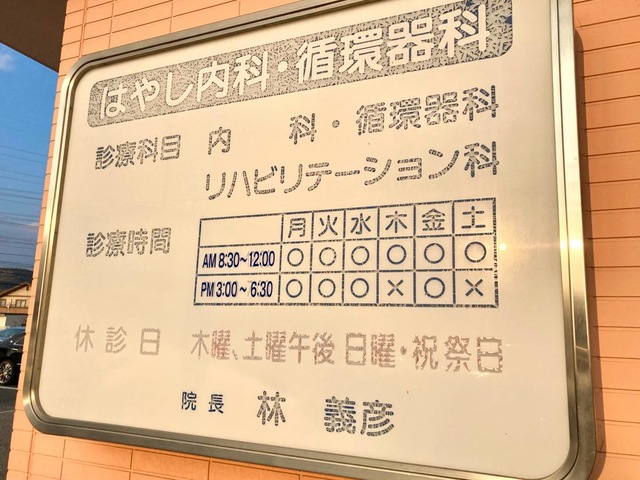 はやし内科・循環器科
診療科目 内科・循環器科
リハビリテーション科
診療時間
月 火 水 木 金 土
AM 8:30~12:00 ○ ○ ○ ○ ○ ○
PM 3:00~6:30 ○ ○ ○ × ○ ×
休診日 木曜、土曜午後 日曜・祝祭日
院長 林 義彦